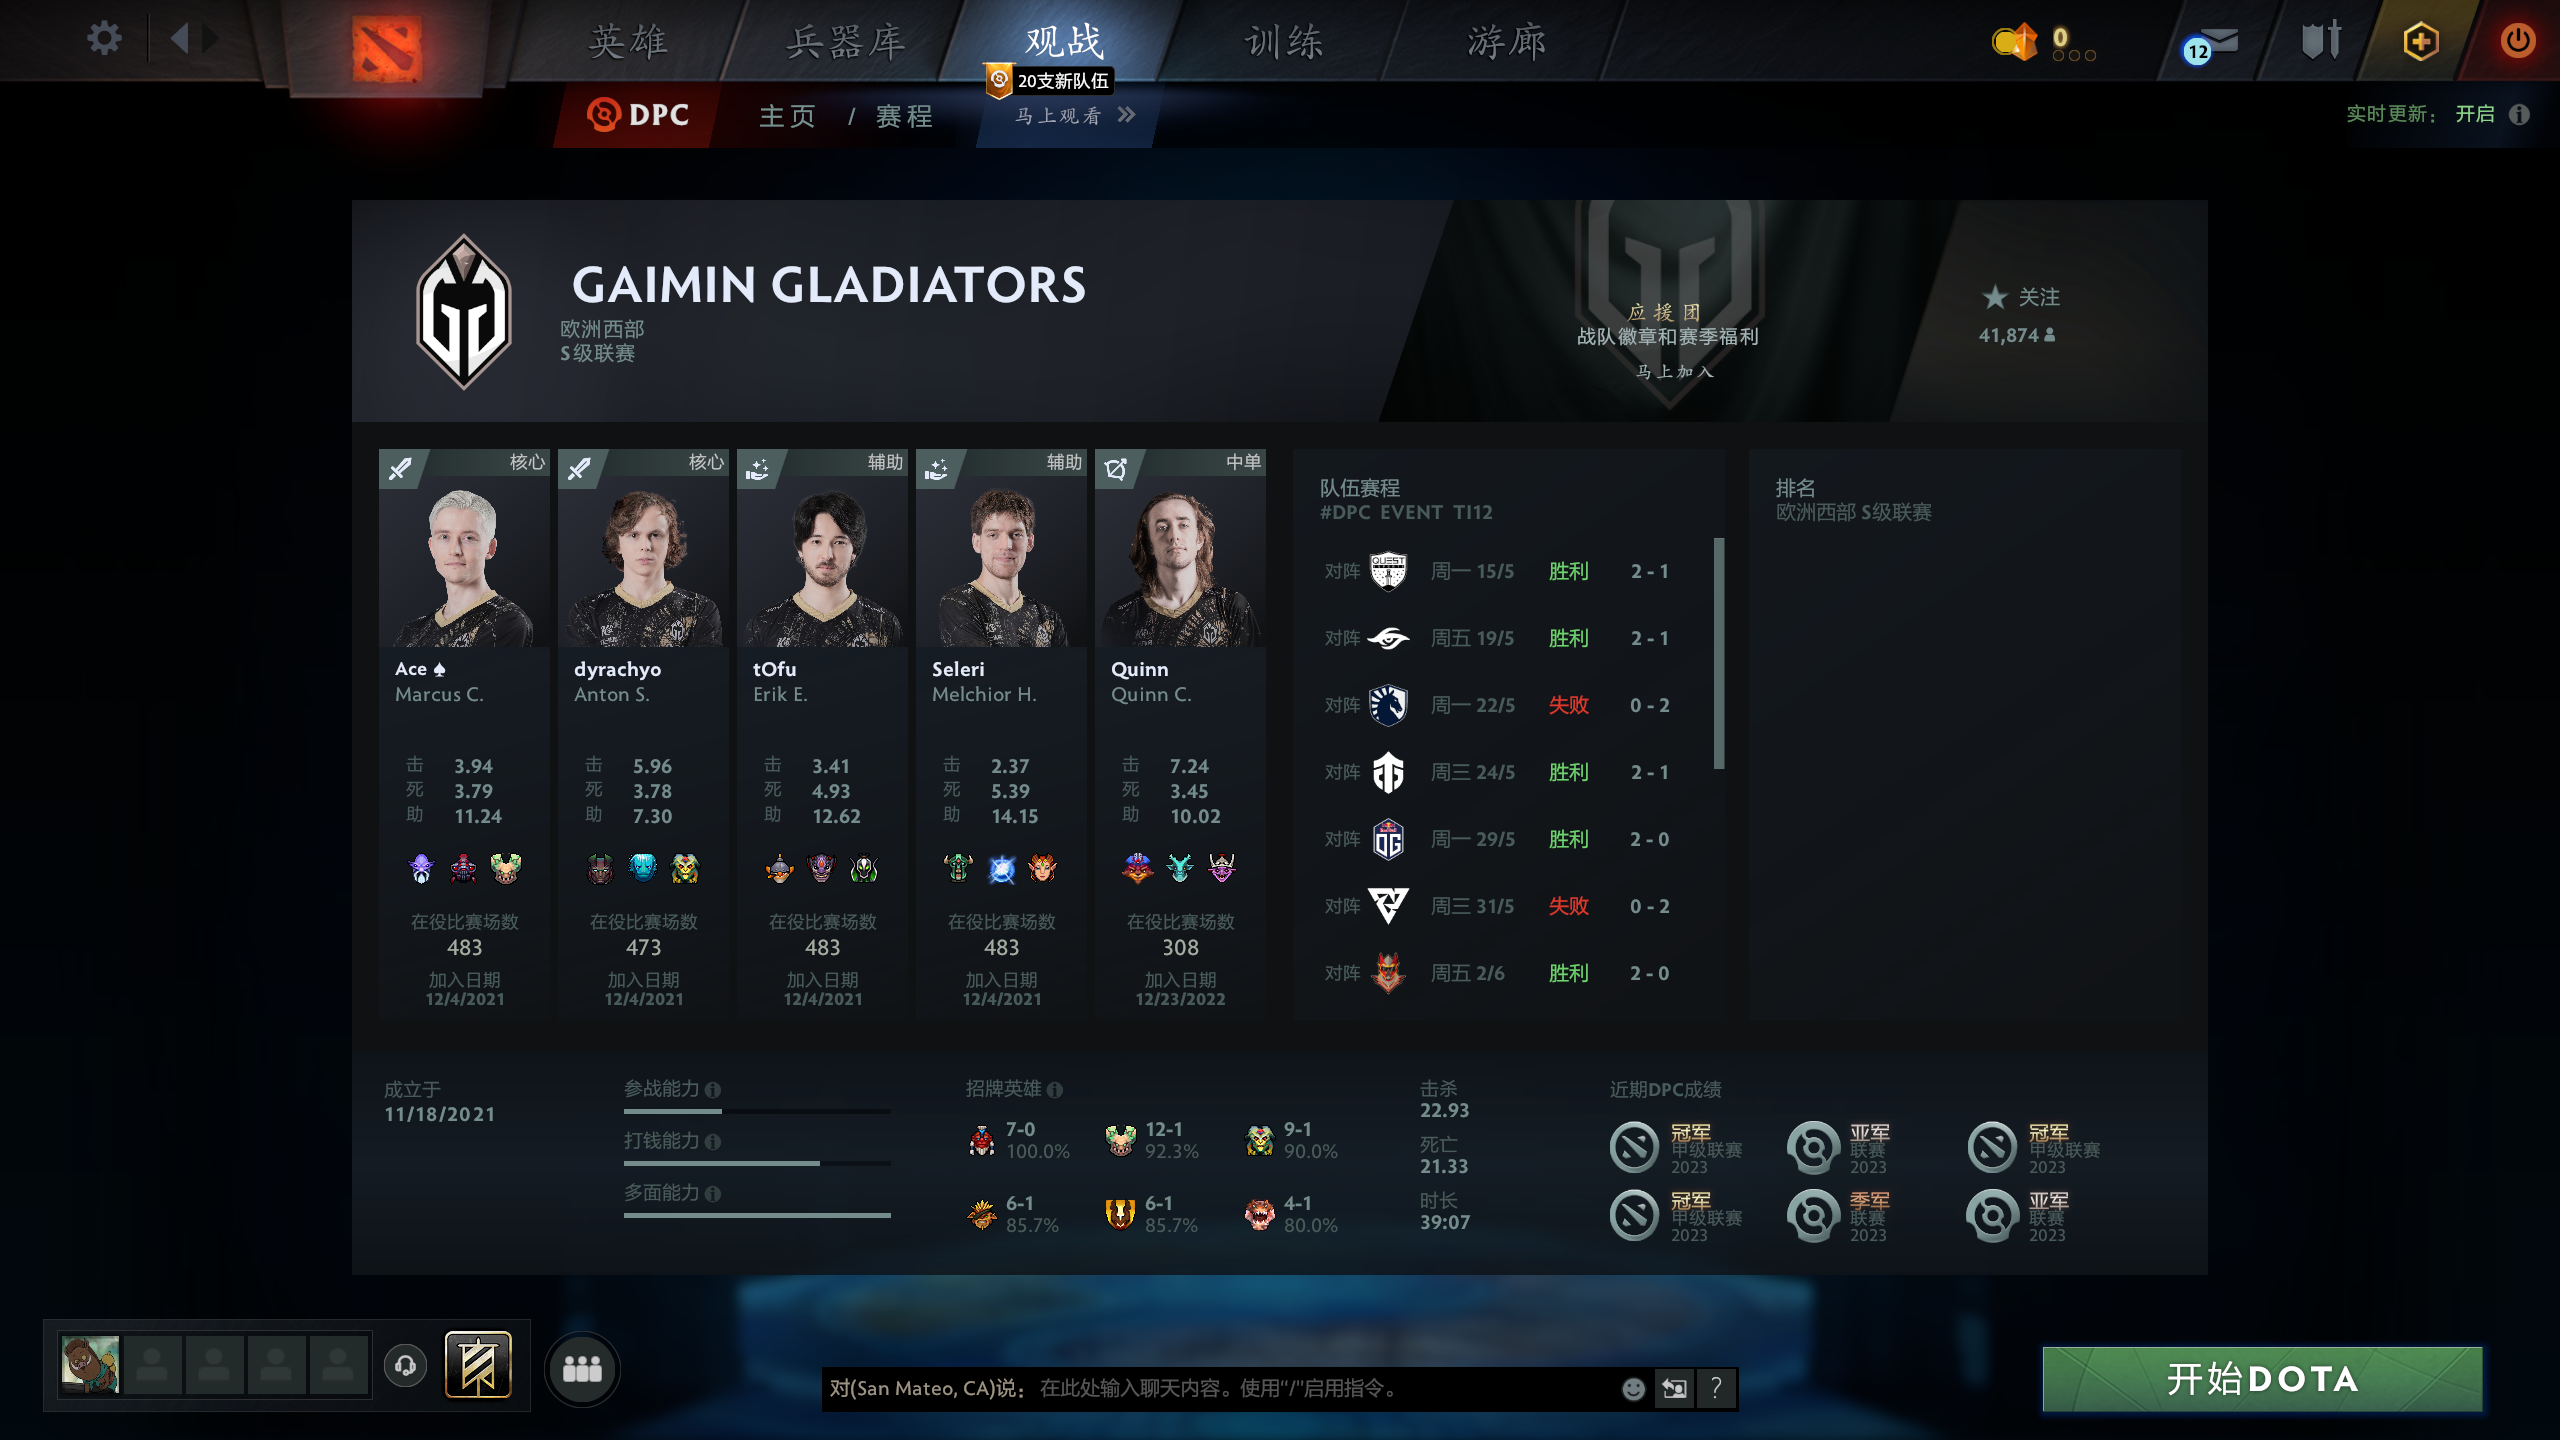 英雄
兵器库
观战
训练
游廊
0
12
20支新队伍
DPC
主页 / 赛程
马上观看
实时更新： 开启
GAIMIN GLADIATORS
欧洲西部
S级联赛
应援团
战队徽章和赛季福利
马上加入
关注
41,874
核心
Ace ♠
Marcus C.
击 3.94
死 3.79
助 11.24
在役比赛场数
483
加入日期
12/4/2021
核心
dyrachyo
Anton S.
击 5.96
死 3.78
助 7.30
在役比赛场数
473
加入日期
12/4/2021
辅助
tOfu
Erik E.
击 3.41
死 4.93
助 12.62
在役比赛场数
483
加入日期
12/4/2021
辅助
Seleri
Melchior H.
击 2.37
死 5.39
助 14.15
在役比赛场数
483
加入日期
12/4/2021
中单
Quinn
Quinn C.
击 7.24
死 3.45
助 10.02
在役比赛场数
308
加入日期
12/23/2022
队伍赛程
#DPC EVENT TI12
对阵 QUEST 周一 15/5 胜利 2 - 1
对阵 周五 19/5 胜利 2 - 1
对阵 周一 22/5 失败 0 - 2
对阵 周三 24/5 胜利 2 - 1
对阵 OG 周一 29/5 胜利 2 - 0
对阵 周三 31/5 失败 0 - 2
对阵 周五 2/6 胜利 2 - 0
排名
欧洲西部 S级联赛
成立于
11/18/2021
参战能力
打钱能力
多面能力
招牌英雄
7-0
100.0%
12-1
92.3%
9-1
90.0%
6-1
85.7%
6-1
85.7%
4-1
80.0%
击杀
22.93
死亡
21.33
时长
39:07
近期DPC成绩
冠军
甲级联赛
2023
亚军
联赛
2023
冠军
甲级联赛
2023
冠军
甲级联赛
2023
季军
联赛
2023
亚军
联赛
2023
对(San Mateo, CA)说： 在此处输入聊天内容。使用“/”启用指令。
?
开始DOTA